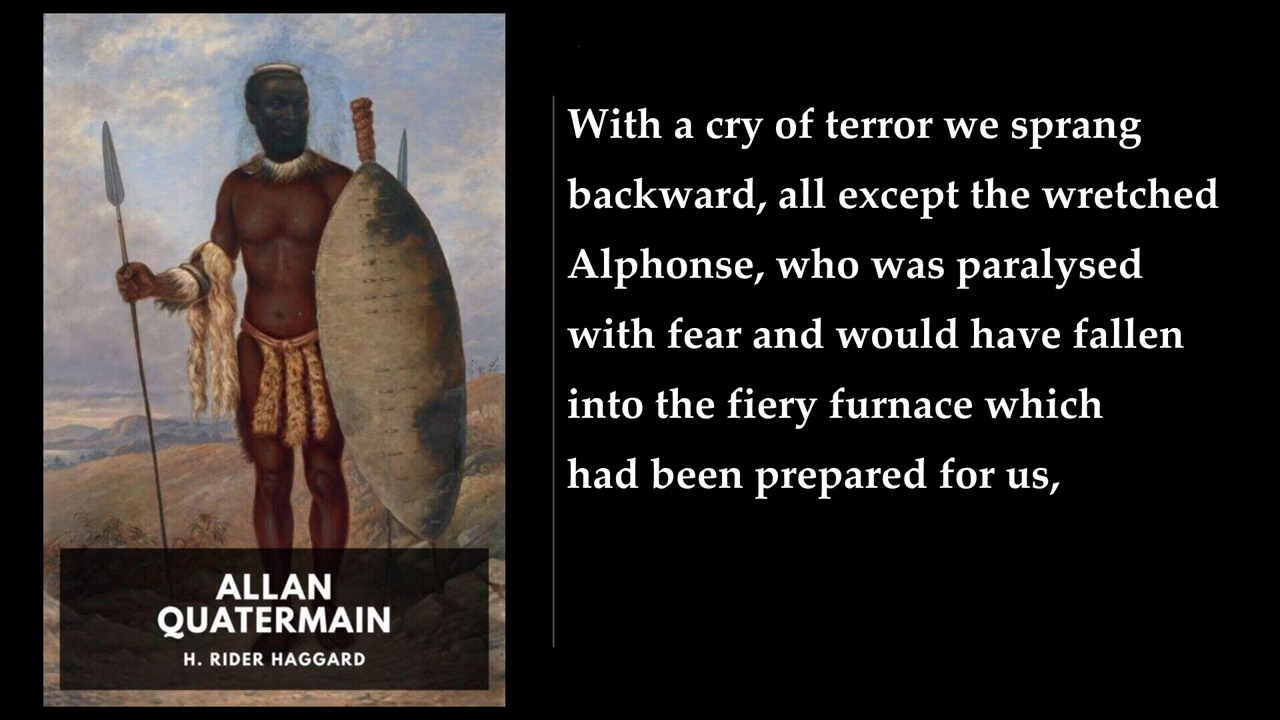 ALLAN
QUATERMAIN
H. RIDER HAGGARD
With a cry of terror we sprang
backward, all except the wretched
Alphonse, who was paralysed
with fear and would have fallen
into the fiery furnace which
had been prepared for us,